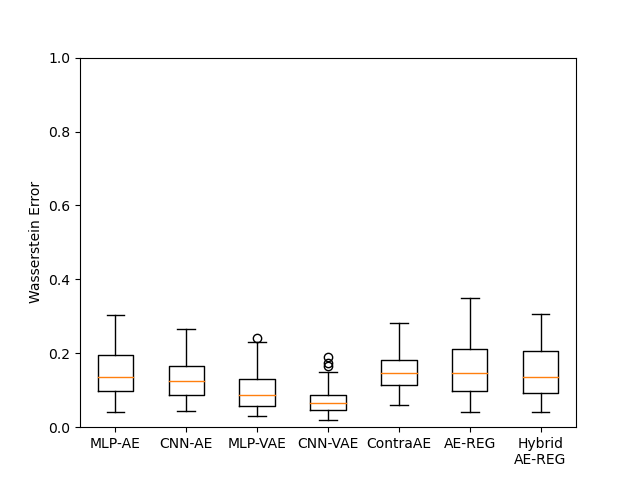 1.0
0.8
0.6
0.4
0.2
0.0
Wasserstein Error
MLP-AE
CNN-AE
MLP-VAE
CNN-VAE
ContraAE
AE-REG
Hybrid
AE-REG